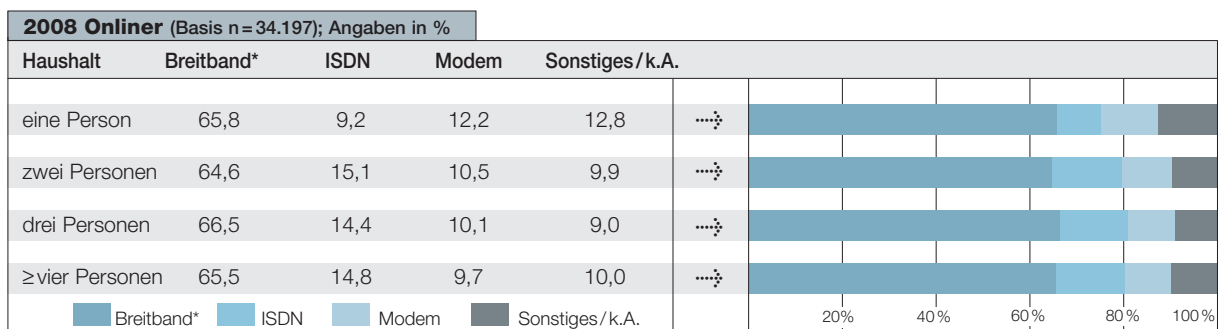 2008 Onliner (Basis n=34.197); Angaben in %
Haushalt Breitband* ISDN Modem Sonstiges/k.A.
eine Person 65,8 9,2 12,2 12,8
zwei Personen 64,6 15,1 10,5 9,9
drei Personen 66,5 14,4 10,1 9,0
≥vier Personen 65,5 14,8 9,7 10,0
Breitband* ISDN Modem Sonstiges/k.A. 20% 40% 60% 80% 100%